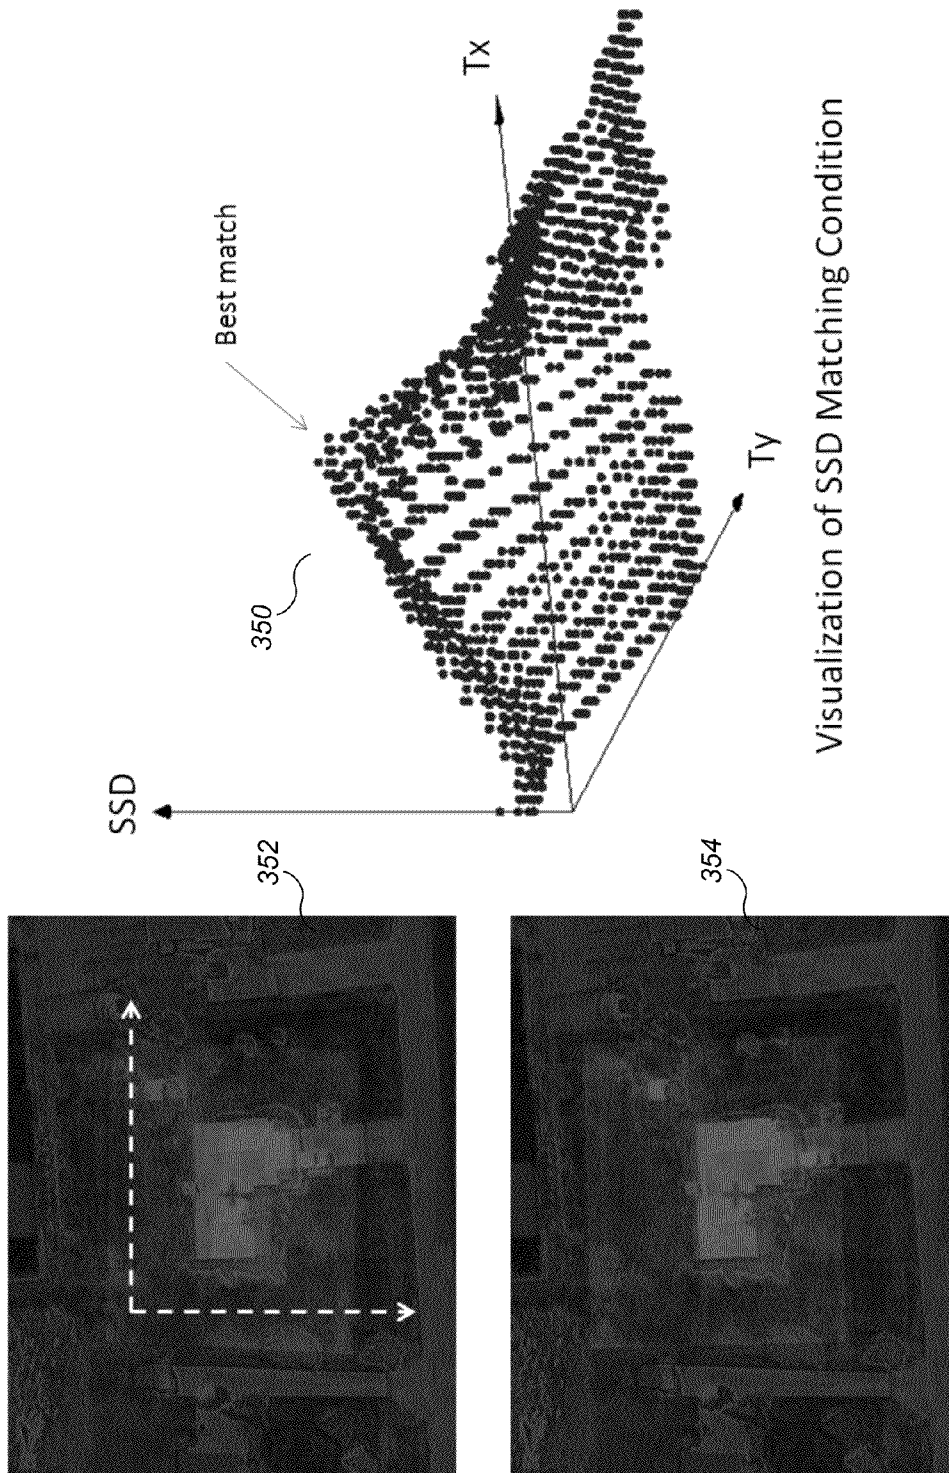 352
354
SSD
350
Best match
Tx
Ty
Visualization of SSD Matching Condition